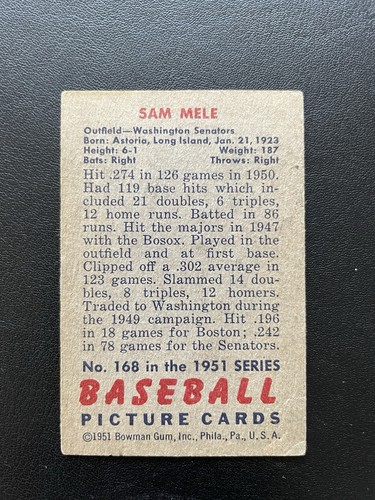 SAM MELE
Outfield—Washington Senators
Born: Astoria, Long Island, Jan. 21, 1923
Height: 6-1 Weight: 187
Bats: Right Throws: Right
Hit .274 in 126 games in 1950.
Had 119 base hits which in-
cluded 21 doubles, 6 triples,
12 home runs. Batted in 86
runs. Hit the majors in 1947
with the Bosox. Played in the
outfield and at first base.
Clipped off a .302 average in
123 games. Slammed 14 dou-
bles, 8 triples, 12 homers.
Traded to Washington during
the 1949 campaign. Hit .196
in 18 games for Boston; .242
in 78 games for the Senators.
No. 168 in the 1951 SERIES
BASEBALL
PICTURE CARDS
©1951 Bowman Gum, Inc., Phila., Pa., U. S. A.